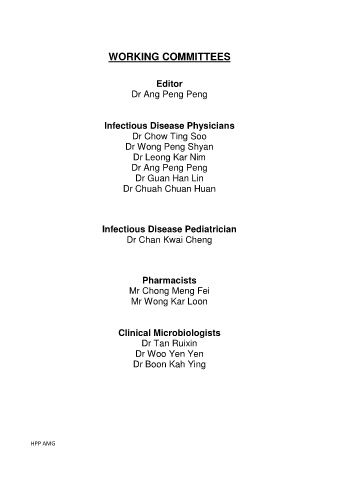 WORKING COMMITTEES
Editor
Dr Ang Peng Peng
Infectious Disease Physicians
Dr Chow Ting Soo
Dr Wong Peng Shyan
Dr Leong Kar Nim
Dr Ang Peng Peng
Dr Guan Han Lin
Dr Chuah Chuan Huan
Infectious Disease Pediatrician
Dr Chan Kwai Cheng
Pharmacists
Mr Chong Meng Fei
Mr Wong Kar Loon
Clinical Microbiologists
Dr Tan Ruixin
Dr Woo Yen Yen
Dr Boon Kah Ying
HPP AMG